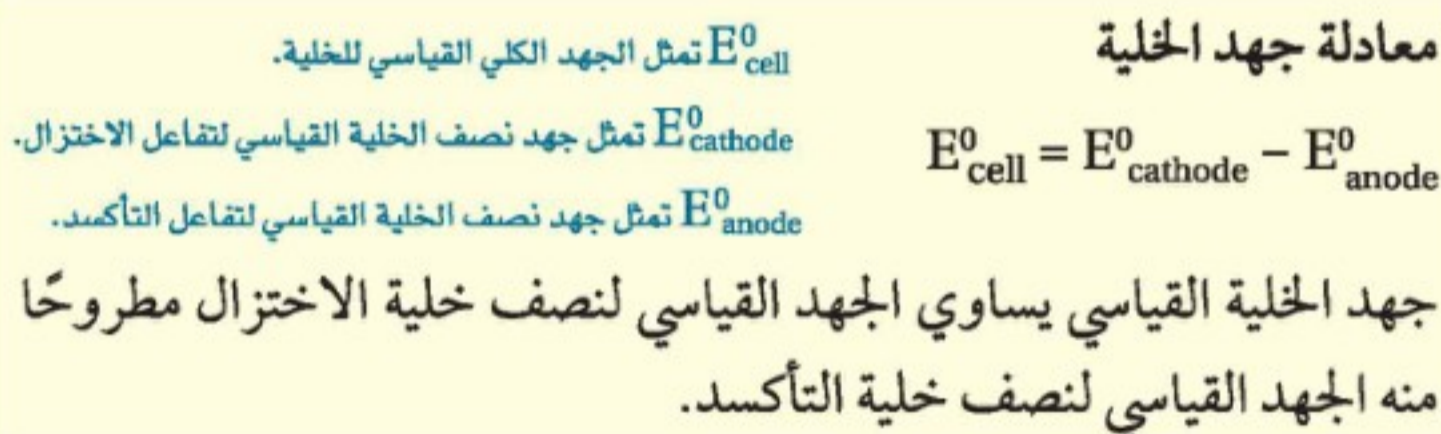 معادلة جهد الخلية
E⁰cell = E⁰cathode − E⁰anode
E⁰cell تمثل الجهد الكلي القياسي للخلية.
E⁰cathode تمثل جهد نصف الخلية القياسي لتفاعل الاختزال.
E⁰anode تمثل جهد نصف الخلية القياسي لتفاعل التأكسد.
جهد الخلية القياسي يساوي الجهد القياسي لنصف خلية الاختزال مطروحًا
منه الجهد القياسي لنصف خلية التأكسد.